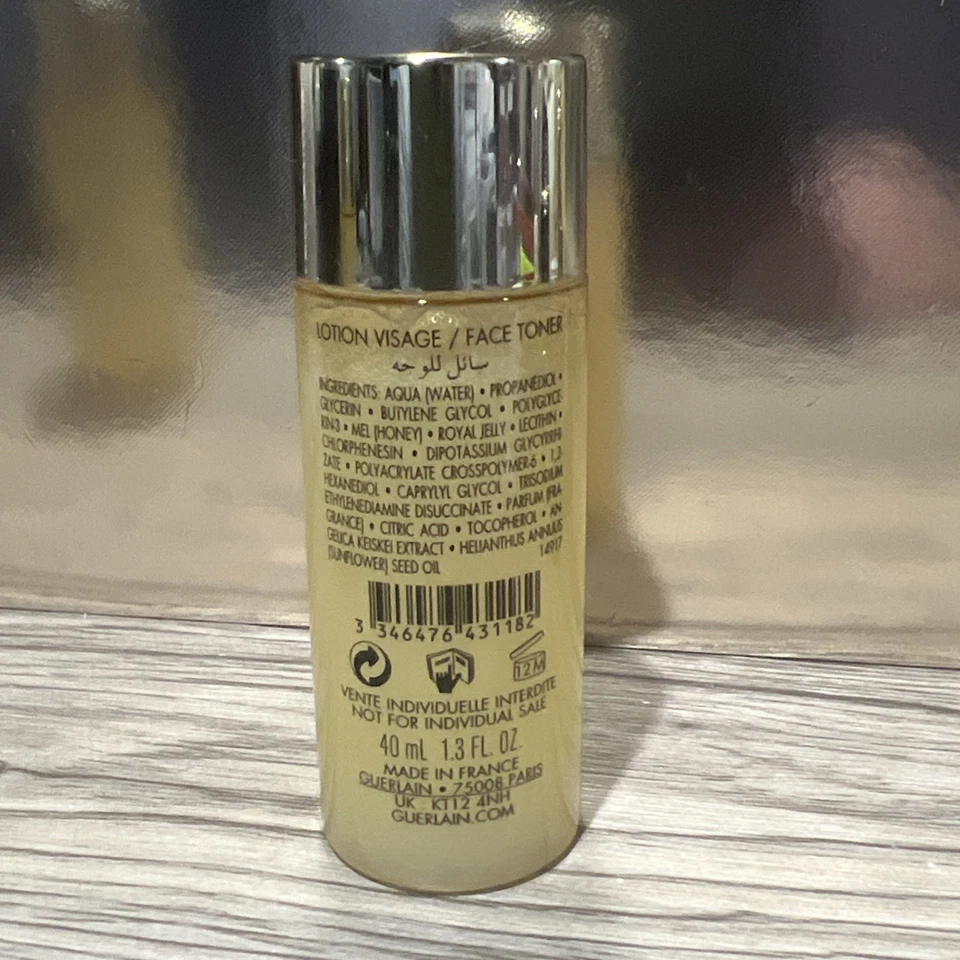 LOTION VISAGE / FACE TONER
سائل للوجه
INGREDIENTS: AQUA (WATER) • PROPANEDIOL •
GLYCERIN • BUTYLENE GLYCOL • POLYGLYCE
RIN-3 • MEL (HONEY) • ROYAL JELLY • LECITHIN •
CHLORPHENESIN • DIPOTASSIUM GLYCYRRHI
ZATE • POLYACRYLATE CROSSPOLYMER-6 • 1,2-
HEXANEDIOL • CAPRYLYL GLYCOL • TRISODIUM
ETHYLENEDIAMINE DISUCCINATE • PARFUM (FRA
GRANCE) • CITRIC ACID • TOCOPHEROL • AN
GELICA KEISKEI EXTRACT • HELIANTHUS ANNUUS
(SUNFLOWER) SEED OIL 14917
3 346476 431182
12M
VENTE INDIVIDUELLE INTERDITE
NOT FOR INDIVIDUAL SALE
40 mL 1.3 FL. OZ.
MADE IN FRANCE
GUERLAIN • 75008 PARIS
UK - KT12 4NH
GUERLAIN.COM